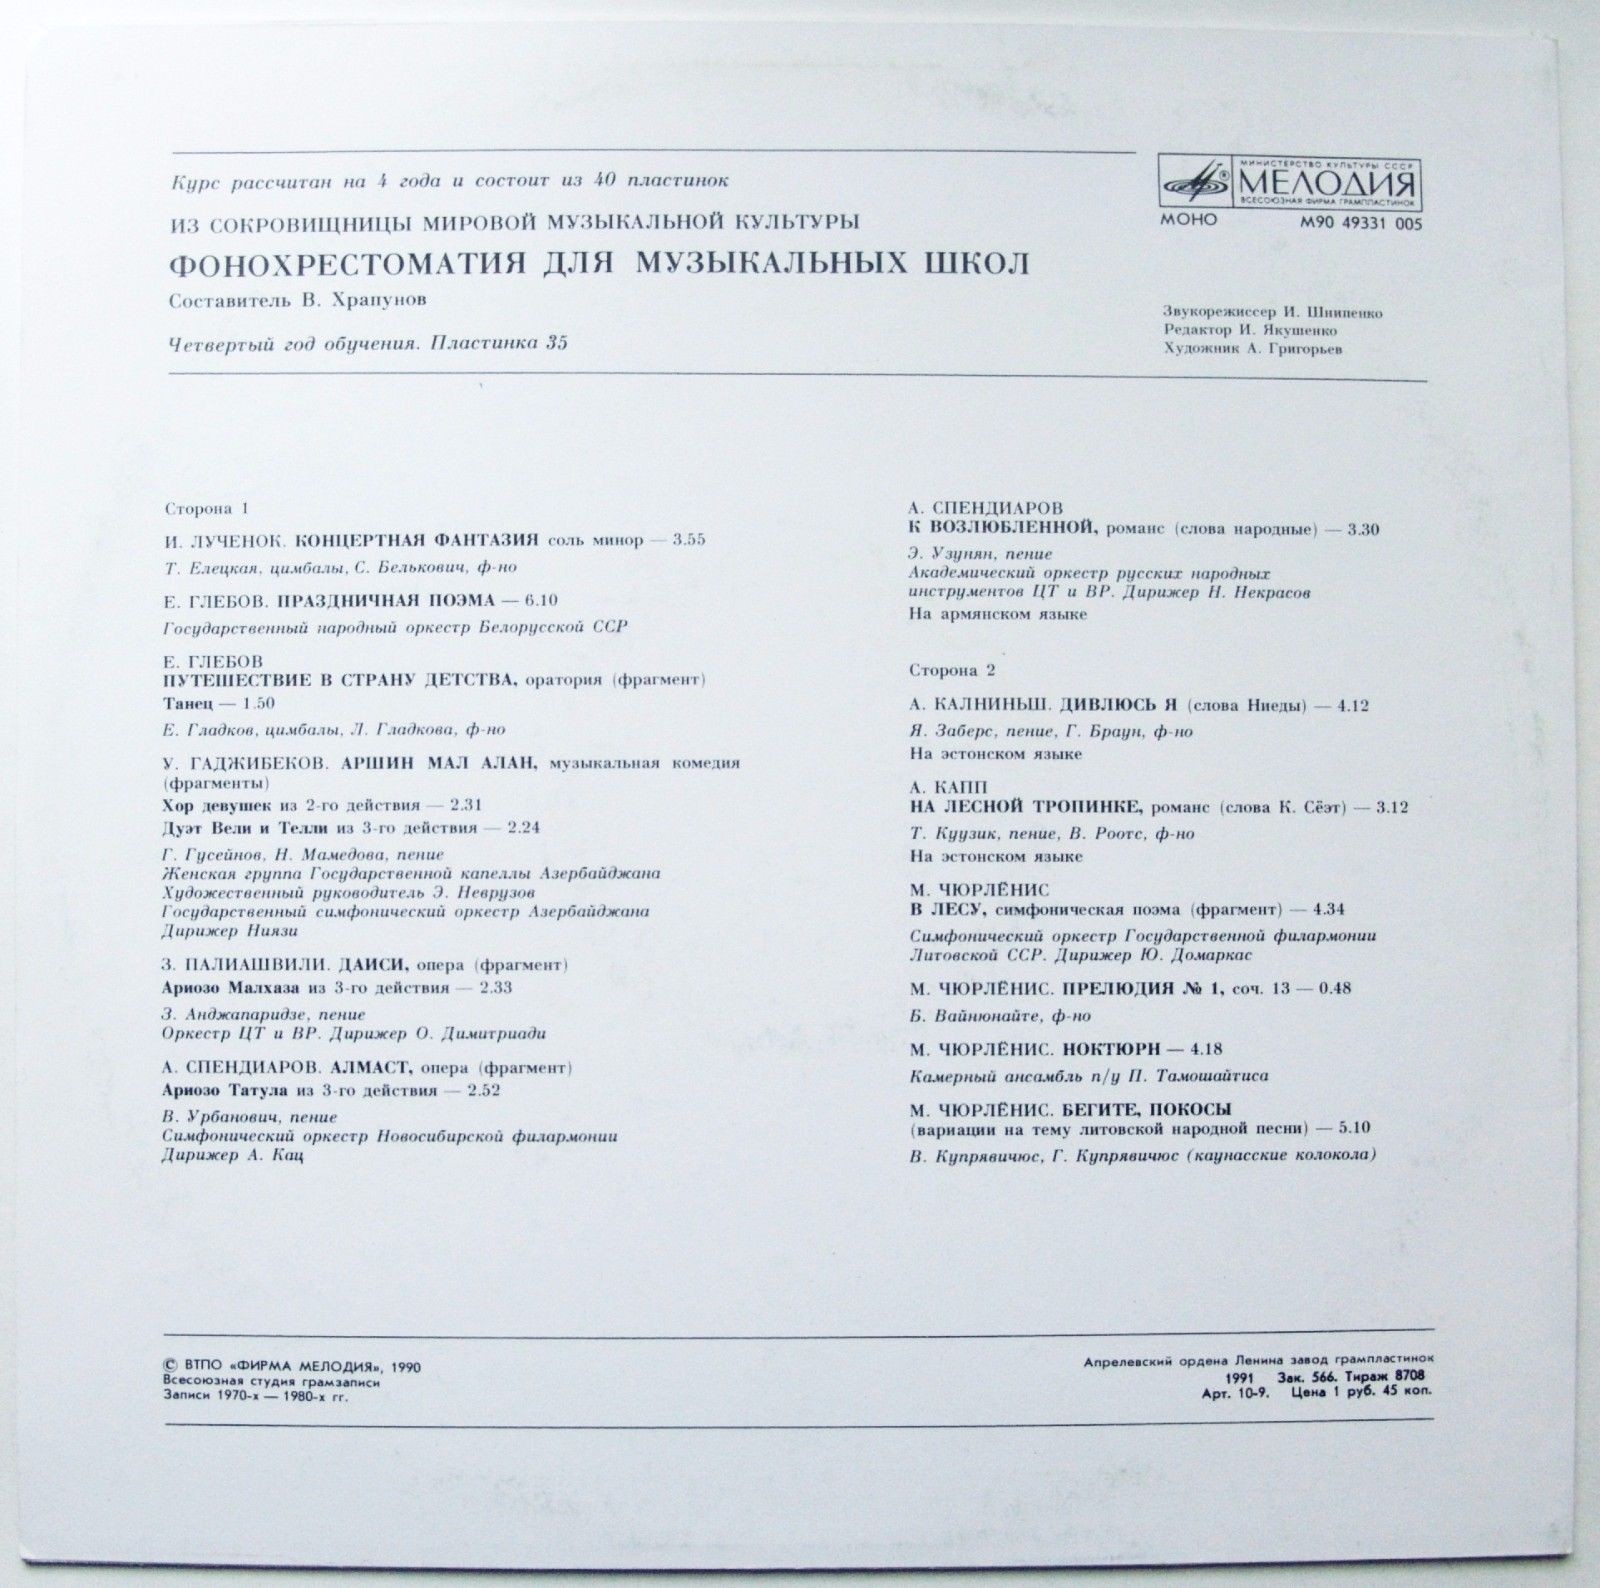 Курс рассчитан на 4 года и состоит из 40 пластинок
ИЗ СОКРОВИЩНИЦЫ МИРОВОЙ МУЗЫКАЛЬНОЙ КУЛЬТУРЫ
ФОНОХРЕСТОМАТИЯ ДЛЯ МУЗЫКАЛЬНЫХ ШКОЛ
Составитель В. Храпунов
Четвертый год обучения. Пластинка 35
МИНИСТЕРСТВО КУЛЬТУРЫ СССР
МЕЛОДИЯ
ВСЕСОЮЗНАЯ ФИРМА ГРАМПЛАСТИНОК
МОНО М90 49331 005
Звукорежиссер И. Шнипенко
Редактор И. Якушенко
Художник А. Григорьев
Сторона 1
И. ЛУЧЕНОК. КОНЦЕРТНАЯ ФАНТАЗИЯ соль минор — 3.55
Т. Елецкая, цимбалы, С. Белькович, ф-но
Е. ГЛЕБОВ. ПРАЗДНИЧНАЯ ПОЭМА — 6.10
Государственный народный оркестр Белорусской ССР
Е. ГЛЕБОВ
ПУТЕШЕСТВИЕ В СТРАНУ ДЕТСТВА, оратория (фрагмент)
Танец — 1.50
Е. Гладков, цимбалы, Л. Гладкова, ф-но
У. ГАДЖИБЕКОВ. АРШИН МАЛ АЛАН, музыкальная комедия
(фрагменты)
Хор девушек из 2-го действия — 2.31
Дуэт Вели и Телли из 3-го действия — 2.24
Г. Гусейнов, Н. Мамедова, пение
Женская группа Государственной капеллы Азербайджана
Художественный руководитель Э. Неврузов
Государственный симфонический оркестр Азербайджана
Дирижер Ниязи
З. ПАЛИАШВИЛИ. ДАИСИ, опера (фрагмент)
Ариозо Малхаза из 3-го действия — 2.33
З. Анджапаридзе, пение
Оркестр ЦТ и ВР. Дирижер О. Димитриади
А. СПЕНДИАРОВ. АЛМАСТ, опера (фрагмент)
Ариозо Татула из 3-го действия — 2.52
В. Урбанович, пение
Симфонический оркестр Новосибирской филармонии
Дирижер А. Кац
А. СПЕНДИАРОВ
К ВОЗЛЮБЛЕННОЙ, романс (слова народные) — 3.30
Э. Узунян, пение
Академический оркестр русских народных
инструментов ЦТ и ВР. Дирижер Н. Некрасов
На армянском языке
Сторона 2
А. КАЛНИНЬШ. ДИВЛЮСЬ Я (слова Ниеды) — 4.12
Я. Заберс, пение, Г. Браун, ф-но
На эстонском языке
А. КАПП
НА ЛЕСНОЙ ТРОПИНКЕ, романс (слова К. Сёэт) — 3.12
Т. Куузик, пение, В. Роотс, ф-но
На эстонском языке
М. ЧЮРЛЁНИС
В ЛЕСУ, симфоническая поэма (фрагмент) — 4.34
Симфонический оркестр Государственной филармонии
Литовской ССР. Дирижер Ю. Домаркас
М. ЧЮРЛЁНИС. ПРЕЛЮДИЯ № 1, соч. 13 — 0.48
Б. Вайнюнайте, ф-но
М. ЧЮРЛЁНИС. НОКТЮРН — 4.18
Камерный ансамбль п/у П. Тамошайтиса
М. ЧЮРЛЁНИС. БЕГИТЕ, ПОКОСЫ
(вариации на тему литовской народной песни) — 5.10
В. Купрявичюс, Г. Купрявичюс (каунасские колокола)
© ВТПО «ФИРМА МЕЛОДИЯ», 1990
Всесоюзная студия грамзаписи
Записи 1970-х — 1980-х гг.
Апрелевский ордена Ленина завод грампластинок
1991 Зак. 566. Тираж 8708
Арт. 10-9. Цена 1 руб. 45 коп.